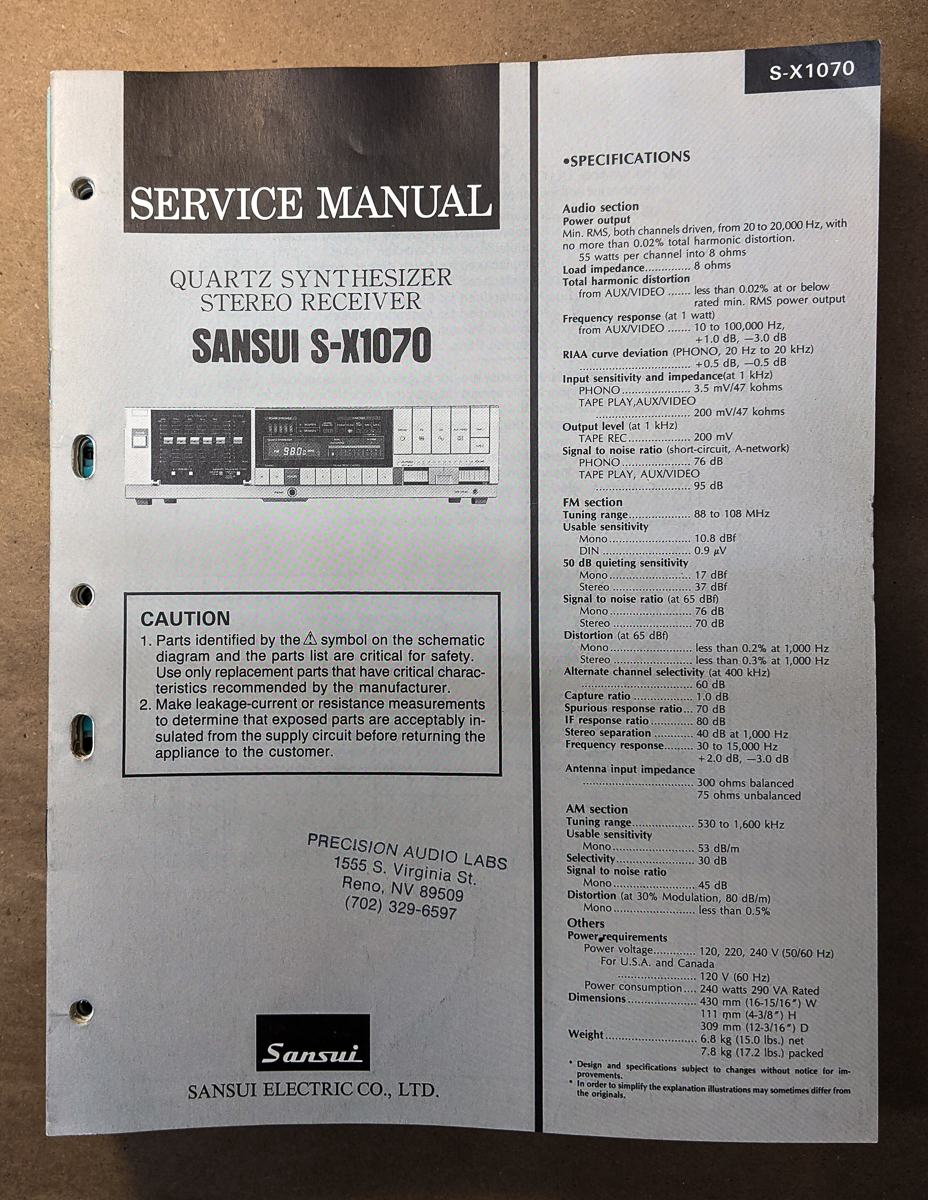 SERVICE MANUAL
QUARTZ SYNTHESIZER
STEREO RECEIVER
SANSUI S-X1070
980
CAUTION
1. Parts identified by the ⚠ symbol on the schematic
diagram and the parts list are critical for safety.
Use only replacement parts that have critical charac-
teristics recommended by the manufacturer.
2. Make leakage-current or resistance measurements
to determine that exposed parts are acceptably in-
sulated from the supply circuit before returning the
appliance to the customer.
PRECISION AUDIO LABS
1555 S. Virginia St.
Reno, NV 89509
(702) 329-6597
Sansui
SANSUI ELECTRIC CO., LTD.
S-X1070
•SPECIFICATIONS
Audio section
Power output
Min. RMS, both channels driven, from 20 to 20,000 Hz, with
no more than 0.02% total harmonic distortion.
55 watts per channel into 8 ohms
Load impedance.............. 8 ohms
Total harmonic distortion
from AUX/VIDEO ....... less than 0.02% at or below
rated min. RMS power output
Frequency response (at 1 watt)
from AUX/VIDEO ....... 10 to 100,000 Hz,
+1.0 dB, −3.0 dB
RIAA curve deviation (PHONO, 20 Hz to 20 kHz)
.................................. +0.5 dB, −0.5 dB
Input sensitivity and impedance(at 1 kHz)
PHONO..................... 3.5 mV/47 kohms
TAPE PLAY,AUX/VIDEO
............................. 200 mV/47 kohms
Output level (at 1 kHz)
TAPE REC................... 200 mV
Signal to noise ratio (short-circuit, A-network)
PHONO..................... 76 dB
TAPE PLAY, AUX/VIDEO
............................. 95 dB
FM section
Tuning range................... 88 to 108 MHz
Usable sensitivity
Mono......................... 10.8 dBf
DIN .......................... 0.9 μV
50 dB quieting sensitivity
Mono......................... 17 dBf
Stereo ....................... 37 dBf
Signal to noise ratio (at 65 dBf)
Mono......................... 76 dB
Stereo ....................... 70 dB
Distortion (at 65 dBf)
Mono.......................... less than 0.2% at 1,000 Hz
Stereo ........................ less than 0.3% at 1,000 Hz
Alternate channel selectivity (at 400 kHz)
.................................. 60 dB
Capture ratio ................... 1.0 dB
Spurious response ratio... 70 dB
IF response ratio ............. 80 dB
Stereo separation ............ 40 dB at 1,000 Hz
Frequency response......... 30 to 15,000 Hz
+2.0 dB, −3.0 dB
Antenna input impedance
.................................. 300 ohms balanced
75 ohms unbalanced
AM section
Tuning range................... 530 to 1,600 kHz
Usable sensitivity
Mono.......................... 53 dB/m
Selectivity........................ 30 dB
Signal to noise ratio
Mono.......................... 45 dB
Distortion (at 30% Modulation, 80 dB/m)
Mono.......................... less than 0.5%
Others
Power requirements
Power voltage............. 120, 220, 240 V (50/60 Hz)
For U.S.A. and Canada
........................ 120 V (60 Hz)
Power consumption.... 240 watts 290 VA Rated
Dimensions..................... 430 mm (16-15/16″) W
111 mm (4-3/8″) H
309 mm (12-3/16″) D
Weight............................ 6.8 kg (15.0 lbs.) net
7.8 kg (17.2 lbs.) packed
* Design and specifications subject to changes without notice for im-
provements.
* In order to simplify the explanation illustrations may sometimes differ from
the originals.